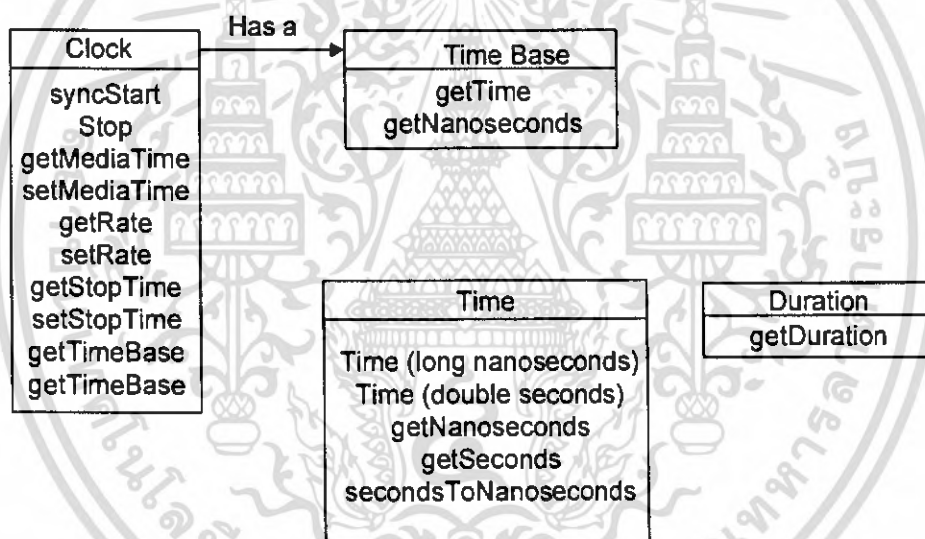 Has a
Clock
syncStart
Stop
getMediaTime
setMediaTime
getRate
setRate
getStopTime
setStopTime
getTimeBase
getTimeBase
Time Base
getTime
getNanoseconds
Time
Time (long nanoseconds)
Time (double seconds)
getNanoseconds
getSeconds
secondsToNanoseconds
Duration
getDuration